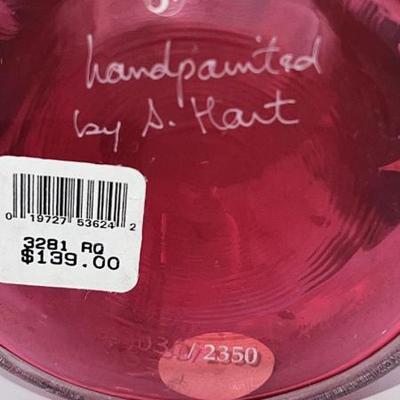 handpainted
by S. Hart
0 19727 53624 2
3281 RQ
$139.00
/ 2350